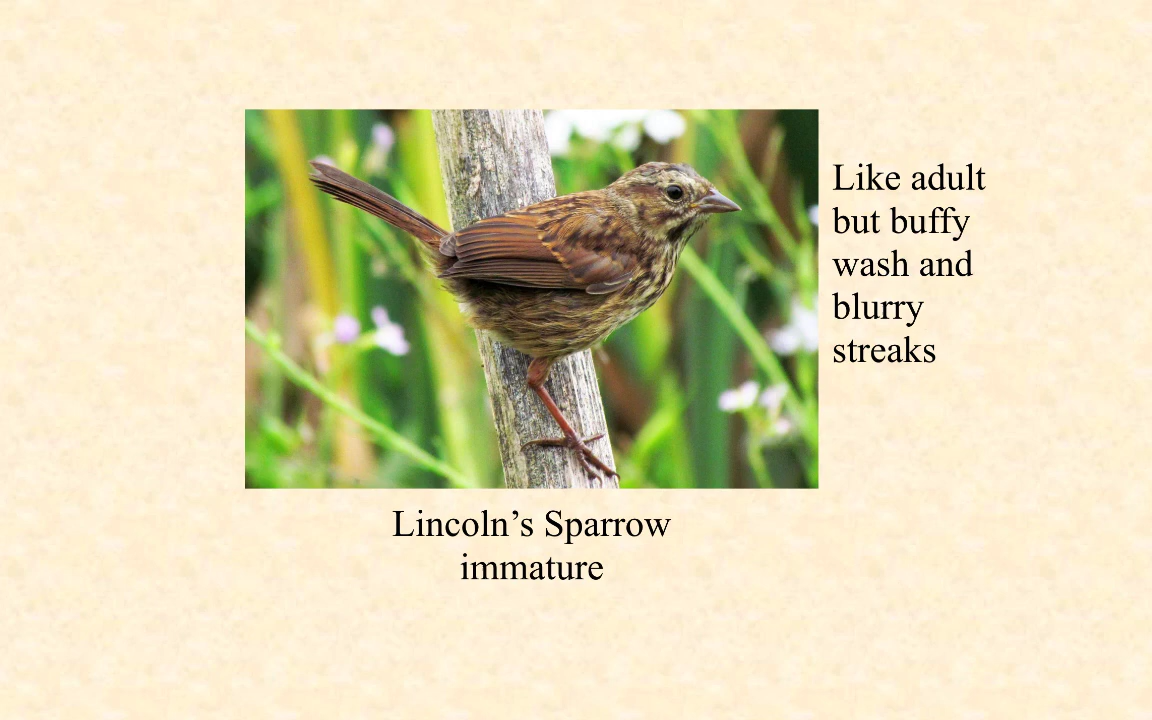 Like adult
but buffy
wash and
blurry
streaks
Lincoln’s Sparrow
immature